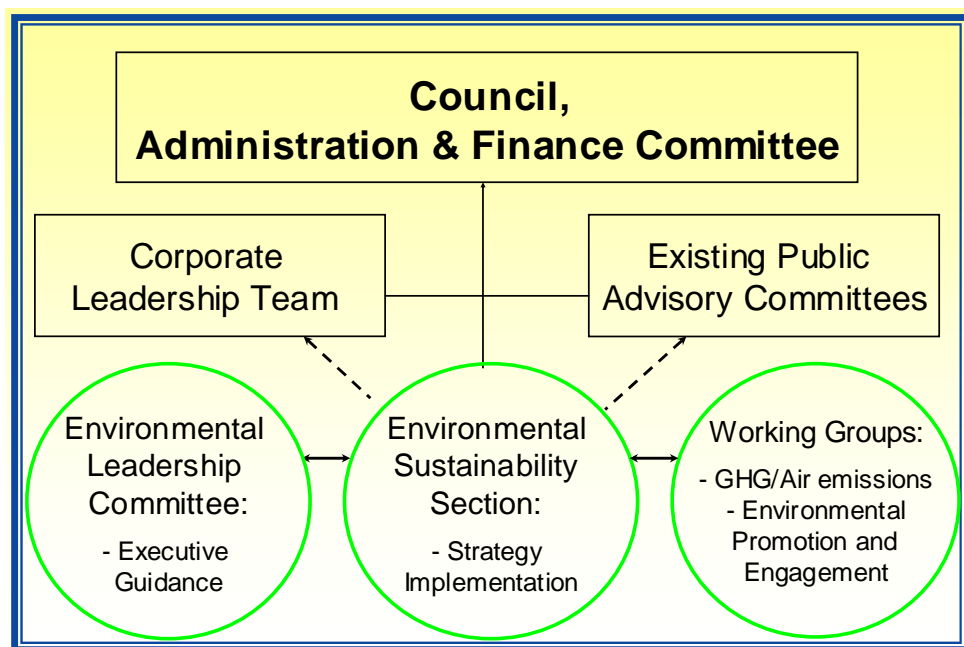 Council,
Administration & Finance Committee
Corporate
Leadership Team
Existing Public
Advisory Committees
Environmental
Leadership
Committee:
- Executive
Guidance
Environmental
Sustainability
Section:
- Strategy
Implementation
Working Groups:
- GHG/Air emissions
- Environmental
Promotion and
Engagement